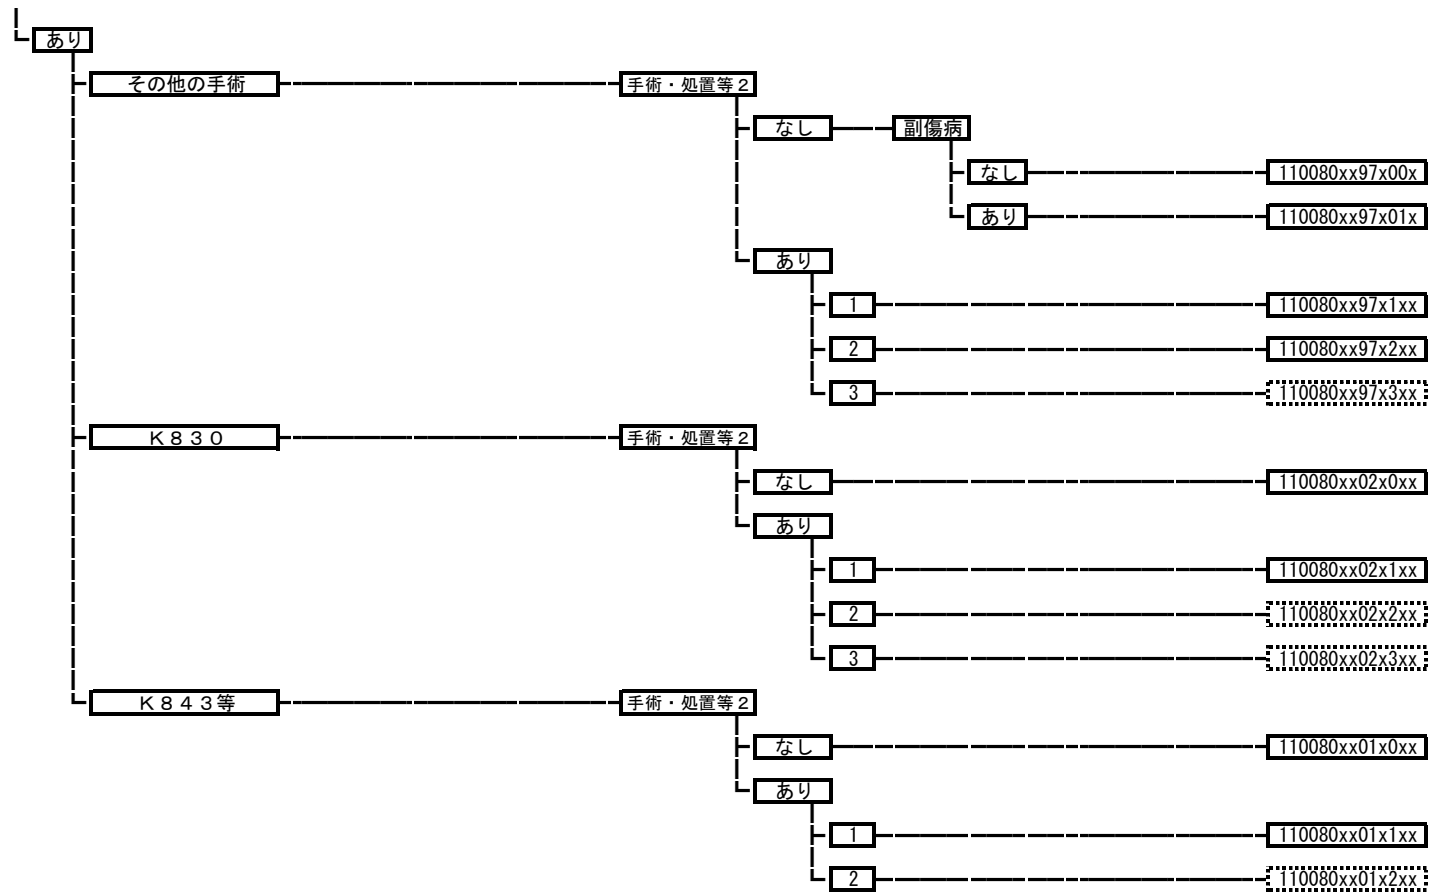 あり
その他の手術 手術・処置等２
なし 副傷病
なし 110080xx97x00x
あり 110080xx97x01x
あり
1 110080xx97x1xx
2 110080xx97x2xx
3 110080xx97x3xx
Ｋ８３０ 手術・処置等２
なし 110080xx02x0xx
あり
1 110080xx02x1xx
2 110080xx02x2xx
3 110080xx02x3xx
Ｋ８４３等 手術・処置等２
なし 110080xx01x0xx
あり
1 110080xx01x1xx
2 110080xx01x2xx